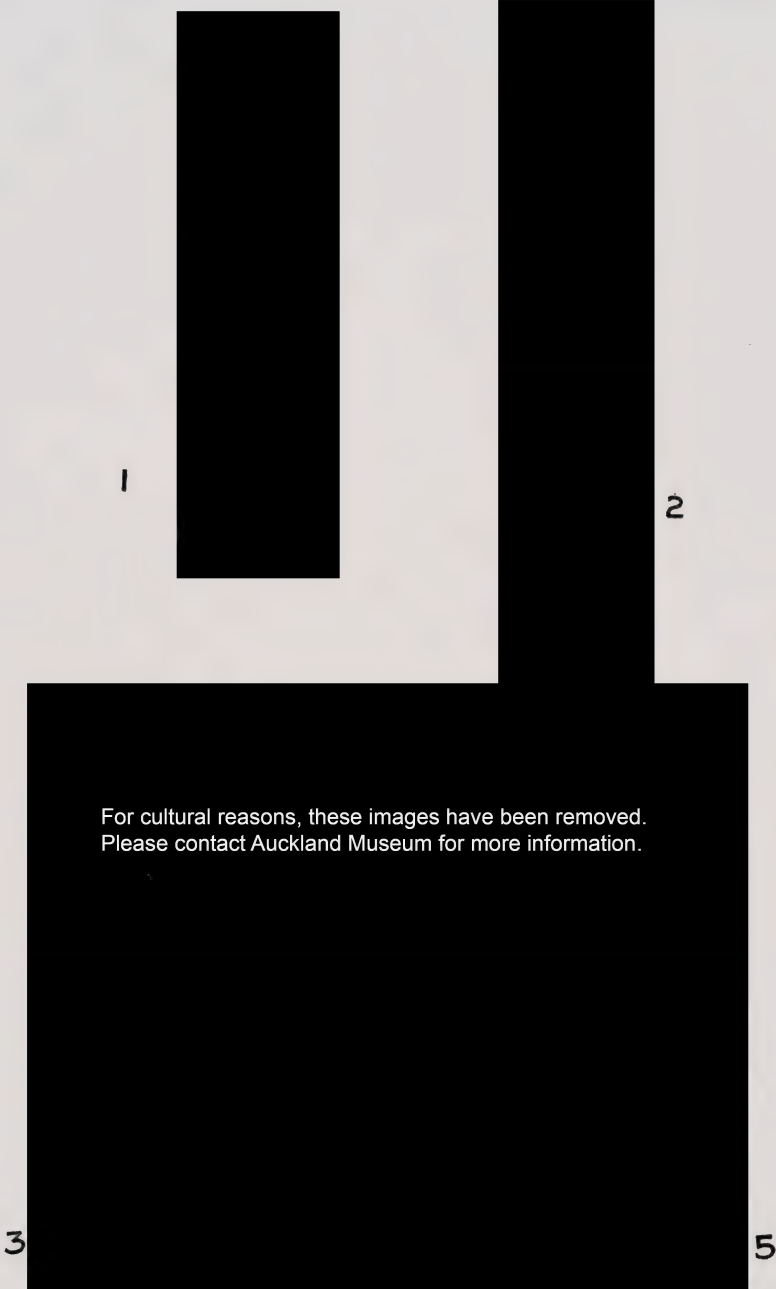 1
2
For cultural reasons, these images have been removed.
Please contact Auckland Museum for more information.
3
5